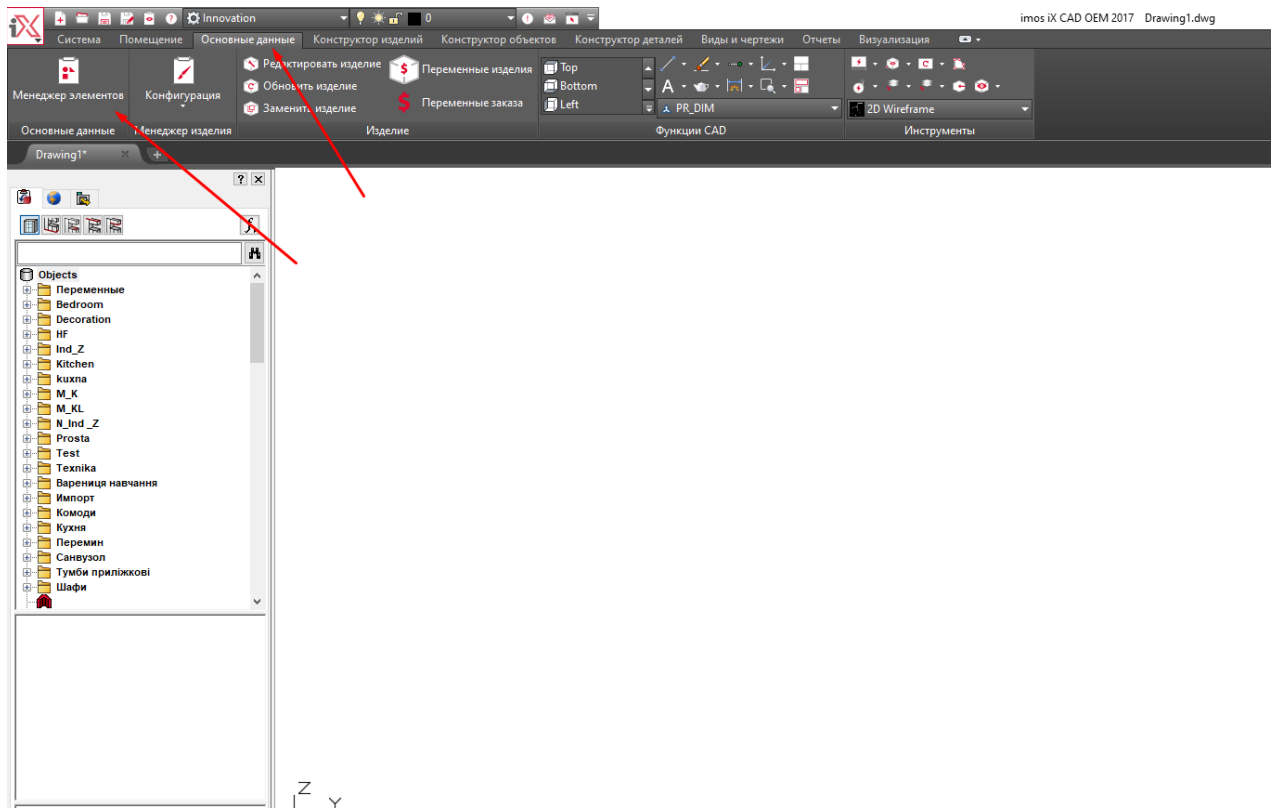 Innovation 0 imos iX CAD OEM 2017 Drawing1.dwg
Система Помещение Основные данные Конструктор изделий Конструктор объектов Конструктор деталей Виды и чертежи Отчеты Визуализация
Менеджер элементов
Конфигурация
Редактировать изделие
Обновить изделие
Заменить изделие
Переменные изделия
Переменные заказа
Top
Bottom
Left
A
PR_DIM
2D Wireframe
Основные данные Менеджер изделия Изделие Функции CAD Инструменты
Drawing1*
Objects
Переменные
Bedroom
Decoration
HF
Ind_Z
Kitchen
kuxna
M_K
M_KL
N_Ind _Z
Prosta
Test
Texnika
Варениця навчання
Импорт
Комоди
Кухня
Перемин
Санвузол
Тумби приліжкові
Шафи
Z
Y